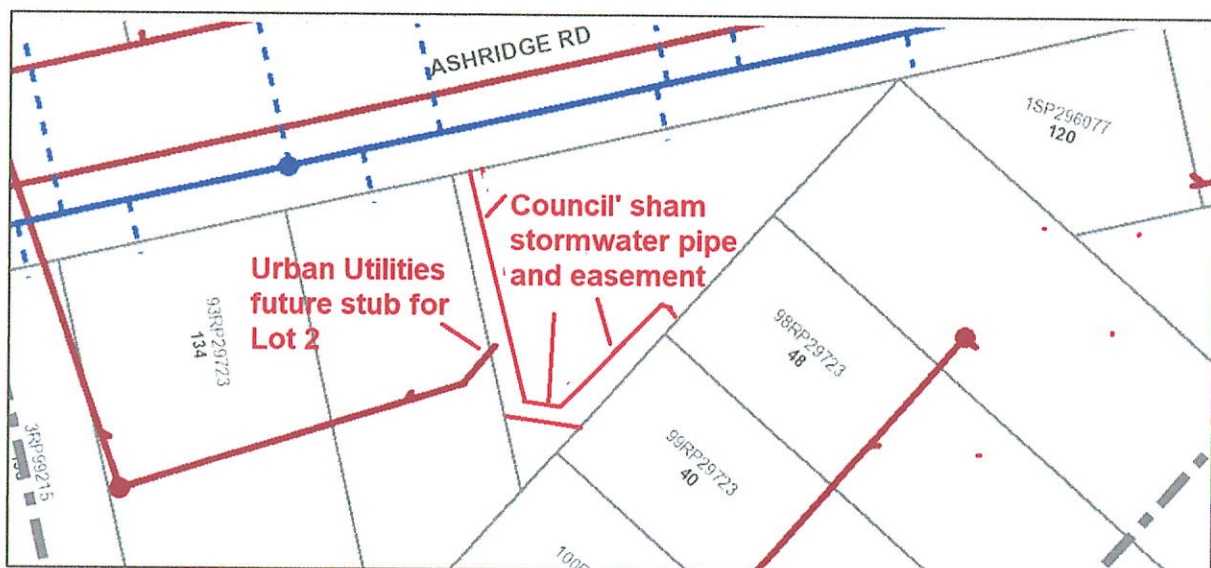 ASHRIDGE RD
1SP296077
120
Council' sham
stormwater pipe
and easement
Urban Utilities
future stub for
Lot 2
93RP29723
134
98RP29723
48
99RP29723
40
3RP99215